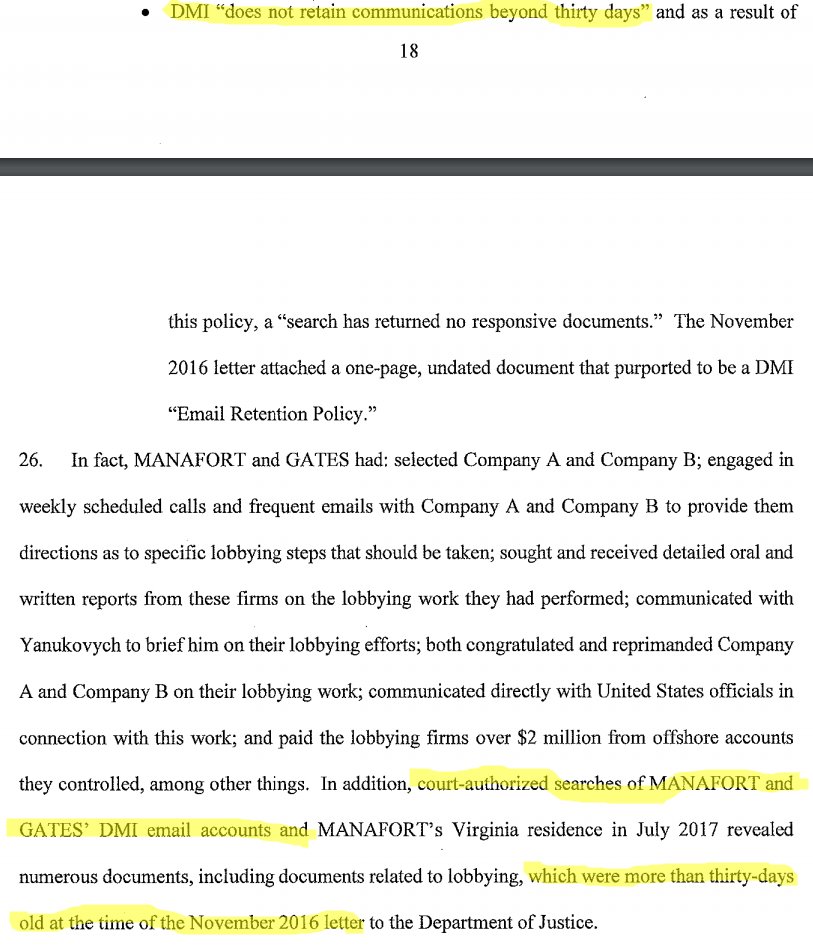 • DMI “does not retain communications beyond thirty days” and as a result of
18
this policy, a “search has returned no responsive documents.” The November
2016 letter attached a one-page, undated document that purported to be a DMI
“Email Retention Policy.”
26. In fact, MANAFORT and GATES had: selected Company A and Company B; engaged in
weekly scheduled calls and frequent emails with Company A and Company B to provide them
directions as to specific lobbying steps that should be taken; sought and received detailed oral and
written reports from these firms on the lobbying work they had performed; communicated with
Yanukovych to brief him on their lobbying efforts; both congratulated and reprimanded Company
A and Company B on their lobbying work; communicated directly with United States officials in
connection with this work; and paid the lobbying firms over $2 million from offshore accounts
they controlled, among other things. In addition, court-authorized searches of MANAFORT and
GATES’ DMI email accounts and MANAFORT’s Virginia residence in July 2017 revealed
numerous documents, including documents related to lobbying, which were more than thirty-days
old at the time of the November 2016 letter to the Department of Justice.